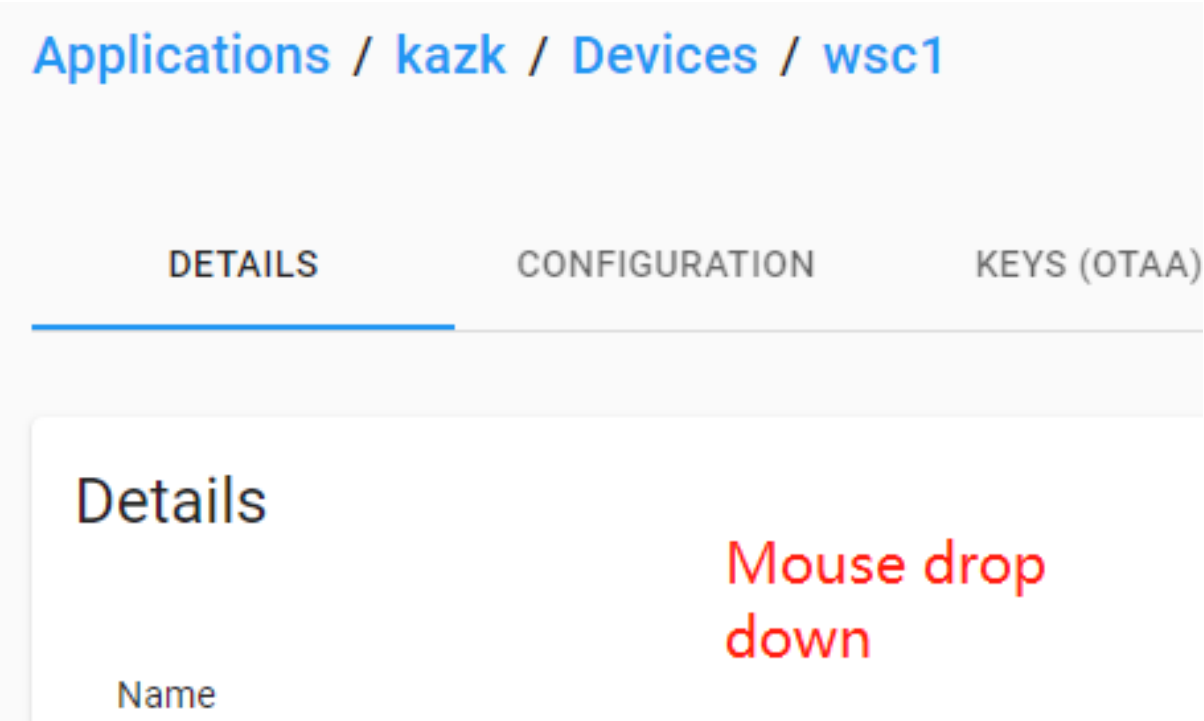 Applications / kazk / Devices / wsc1
DETAILS CONFIGURATION KEYS (OTAA)
Details
Mouse drop
down
Name